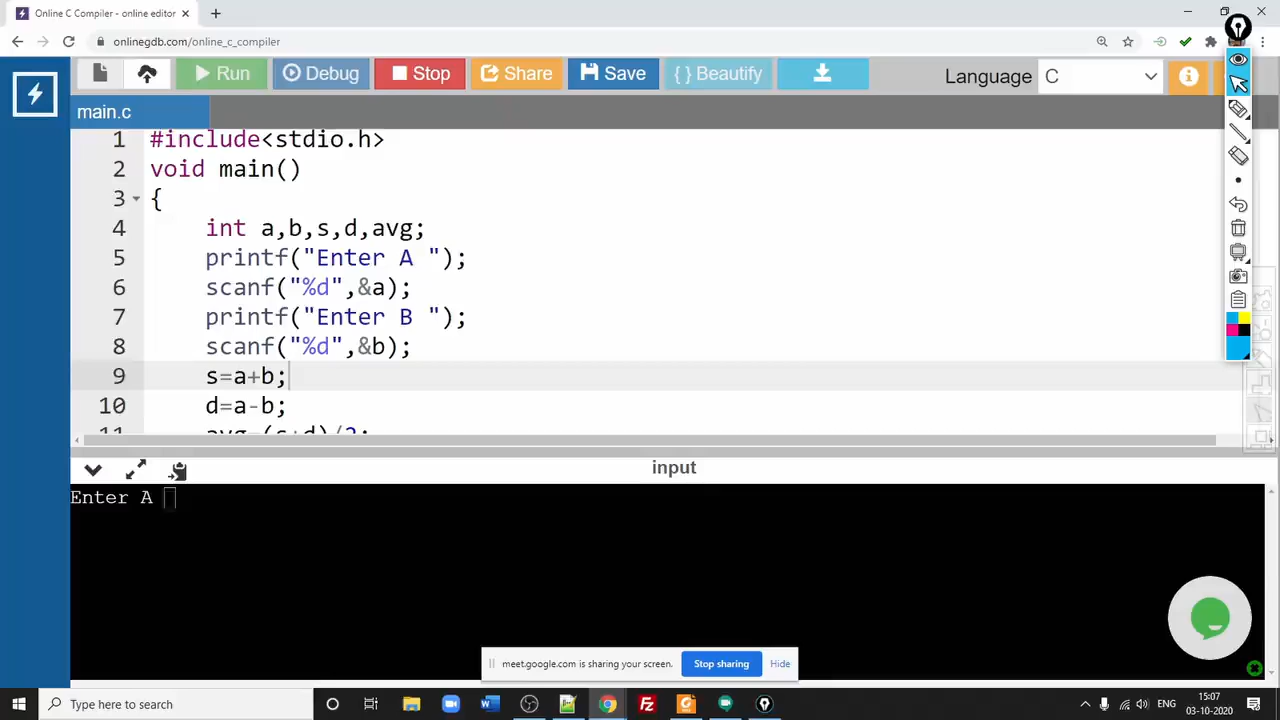 Online C Compiler - online editor
onlinegdb.com/online_c_compiler
Run Debug Stop Share Save { } Beautify Language C
main.c
1 #include<stdio.h>
2 void main()
3 {
4 int a,b,s,d,avg;
5 printf("Enter A ");
6 scanf("%d",&a);
7 printf("Enter B ");
8 scanf("%d",&b);
9 s=a+b;
10 d=a-b;
11 avg=(s+d)/2;
input
Enter A
meet.google.com is sharing your screen. Stop sharing Hide
Type here to search
ENG
15:07
03-10-2020